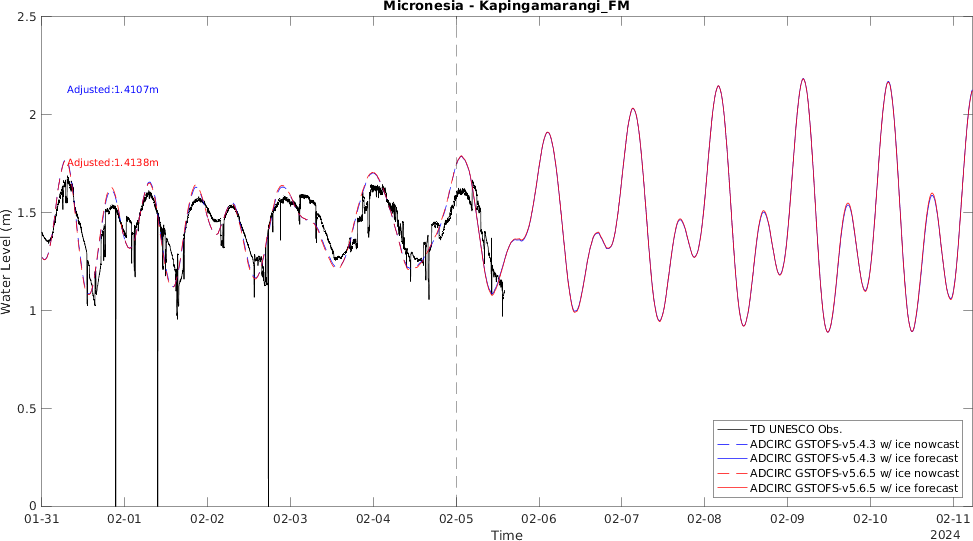 Micronesia - Kapingamarangi_FM
2.5
2
1.5
1
0.5
0
Water Level (m)
Adjusted:1.4107m
Adjusted:1.4138m
TD UNESCO Obs.
ADCIRC GSTOFS-v5.4.3 w/ ice nowcast
ADCIRC GSTOFS-v5.4.3 w/ ice forecast
ADCIRC GSTOFS-v5.6.5 w/ ice nowcast
ADCIRC GSTOFS-v5.6.5 w/ ice forecast
01-31 02-01 02-02 02-03 02-04 02-05 02-06 02-07 02-08 02-09 02-10 02-11
Time
2024